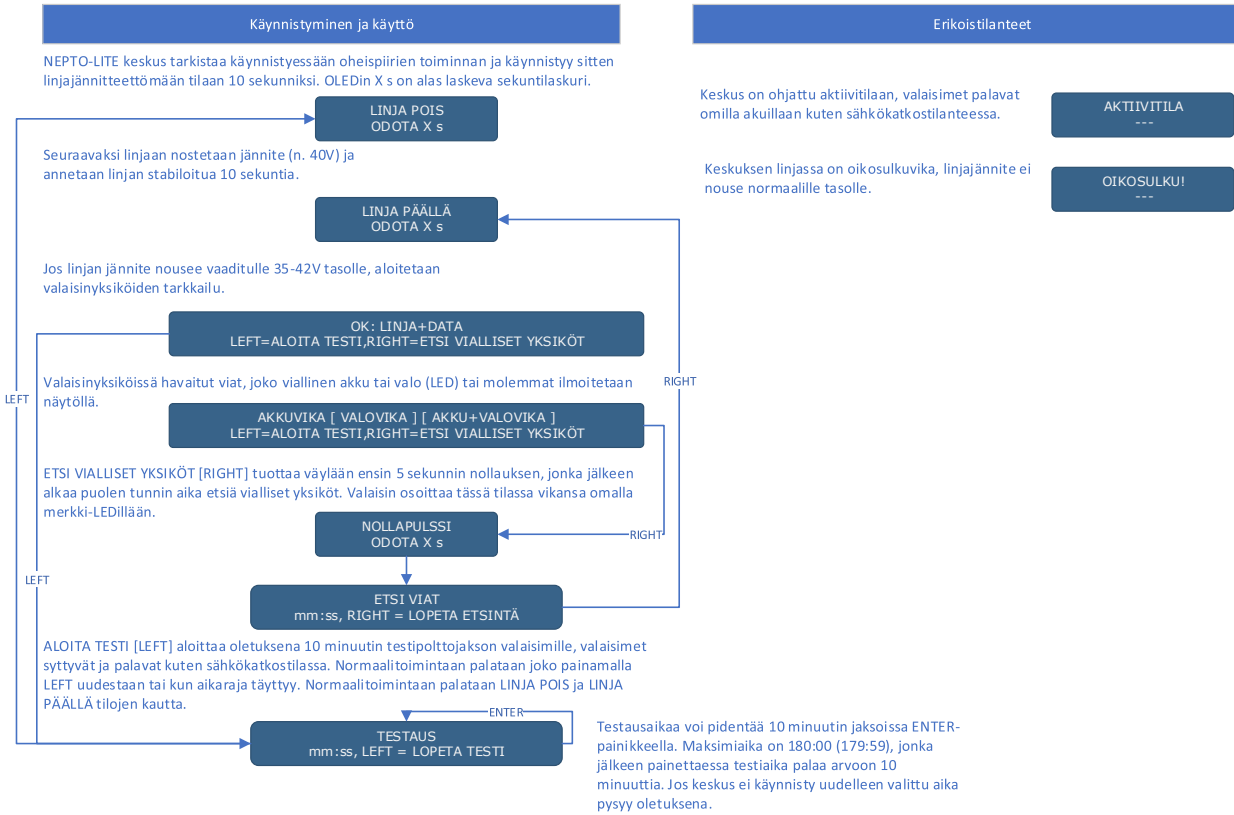 Käynnistyminen ja käyttö
NEPTO-LITE keskus tarkistaa käynnistyessään oheispiirien toiminnan ja käynnistyy sitten
linjajännitteettömään tilaan 10 sekunniksi. OLEDin X s on alas laskeva sekuntilaskuri.
LINJA POIS
ODOTA X s
Seuraavaksi linjaan nostetaan jännite (n. 40V) ja
annetaan linjan stabiloitua 10 sekuntia.
LINJA PÄÄLLÄ
ODOTA X s
Jos linjan jännite nousee vaaditulle 35-42V tasolle, aloitetaan
valaisinyksiköiden tarkkailu.
OK: LINJA+DATA
LEFT=ALOITA TESTI,RIGHT=ETSI VIALLISET YKSIKÖT
Valaisinyksiköissä havaitut viat, joko viallinen akku tai valo (LED) tai molemmat ilmoitetaan
näytöllä.
RIGHT
LEFT
AKKUVIKA [ VALOVIKA ] [ AKKU+VALOVIKA ]
LEFT=ALOITA TESTI,RIGHT=ETSI VIALLISET YKSIKÖT
ETSI VIALLISET YKSIKÖT [RIGHT] tuottaa väylään ensin 5 sekunnin nollauksen, jonka jälkeen
alkaa puolen tunnin aika etsiä vialliset yksiköt. Valaisin osoittaa tässä tilassa vikansa omalla
merkki-LEDillään.
NOLLAPULSSI
ODOTA X s
RIGHT
LEFT
ETSI VIAT
mm:ss, RIGHT = LOPETA ETSINTÄ
ALOITA TESTI [LEFT] aloittaa oletuksena 10 minuutin testipolttojakson valaisimille, valaisimet
syttyvät ja palavat kuten sähkökatkostilassa. Normaalitoimintaan palataan joko painamalla
LEFT uudestaan tai kun aikaraja täyttyy. Normaalitoimintaan palataan LINJA POIS ja LINJA
PÄÄLLÄ tilojen kautta.
ENTER
TESTAUS
mm:ss, LEFT = LOPETA TESTI
Testausaikaa voi pidentää 10 minuutin jaksoissa ENTER-
painikkeella. Maksimiaika on 180:00 (179:59), jonka
jälkeen painettaessa testiaika palaa arvoon 10
minuuttia. Jos keskus ei käynnisty uudelleen valittu aika
pysyy oletuksena.
Erikoistilanteet
Keskus on ohjattu aktiivitilaan, valaisimet palavat
omilla akuillaan kuten sähkökatkostilanteessa.
AKTIIVITILA
---
Keskuksen linjassa on oikosulkuvika, linjajännite ei
nouse normaalille tasolle.
OIKOSULKU!
---